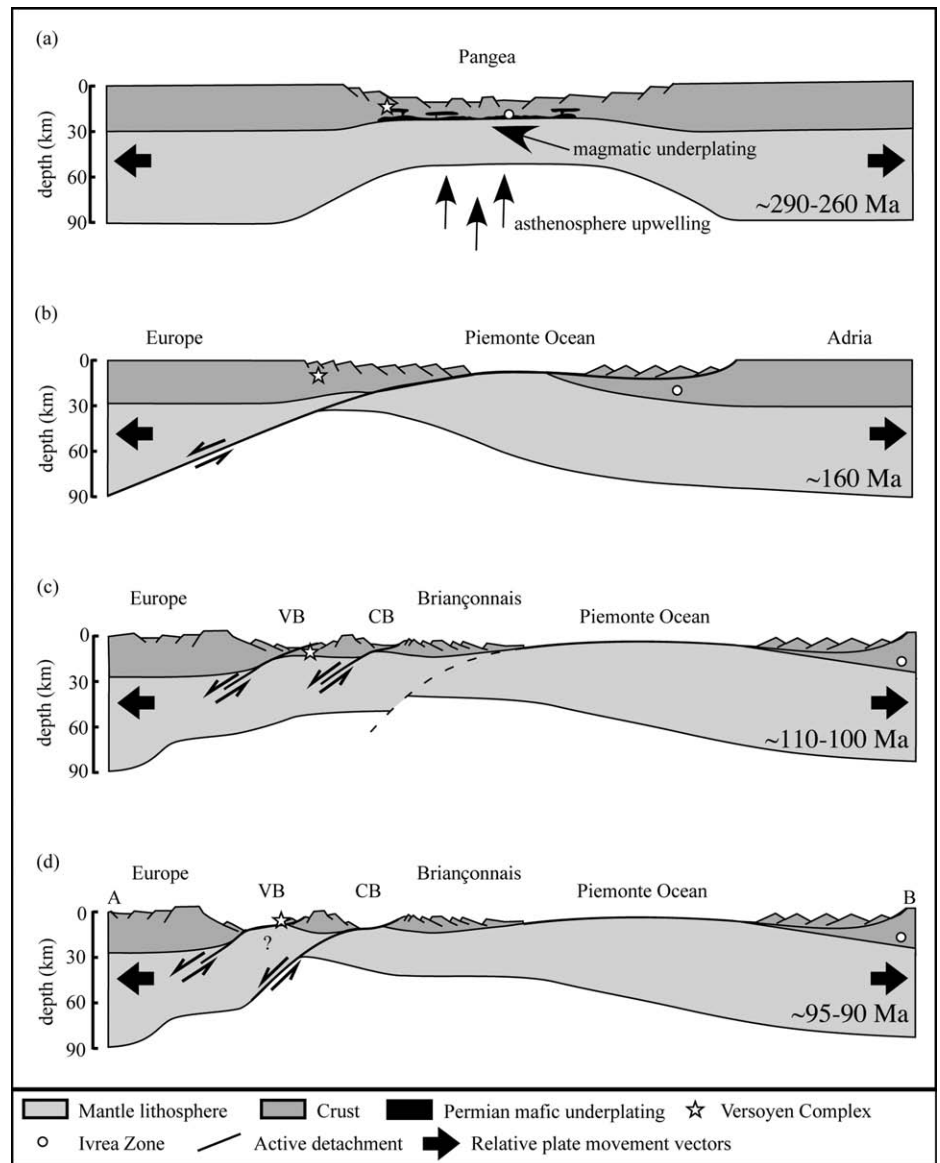 (a)
Pangea
0
30
60
90
depth (km)
magmatic underplating
asthenosphere upwelling
~290-260 Ma
(b)
Europe
Piemonte Ocean
Adria
0
30
60
90
depth (km)
~160 Ma
(c)
Europe
VB
CB
Briançonnais
Piemonte Ocean
0
30
60
90
depth (km)
~110-100 Ma
(d)
Europe
A
VB
CB
Briançonnais
Piemonte Ocean
B
0
30
60
90
depth (km)
?
~95-90 Ma
Mantle lithosphere
Crust
Permian mafic underplating
Versoyen Complex
Ivrea Zone
Active detachment
Relative plate movement vectors